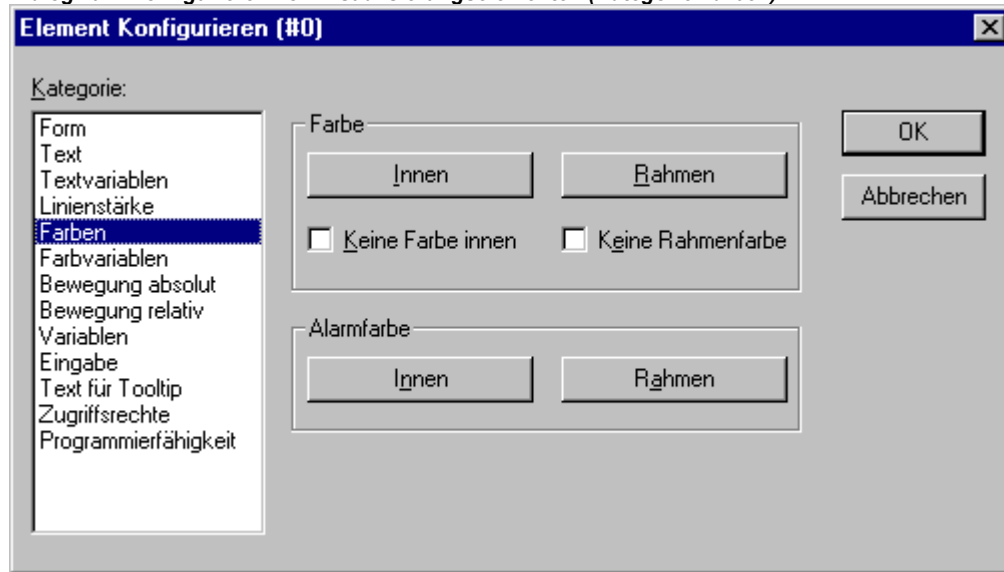 Element Konfigurieren (#0)
Kategorie:
Form
Text
Textvariablen
Linienstärke
Farben
Farbvariablen
Bewegung absolut
Bewegung relativ
Variablen
Eingabe
Text für Tooltip
Zugriffsrechte
Programmierfähigkeit
Farbe
Innen
Rahmen
Keine Farbe innen
Keine Rahmenfarbe
Alarmfarbe
Innen
Rahmen
OK
Abbrechen